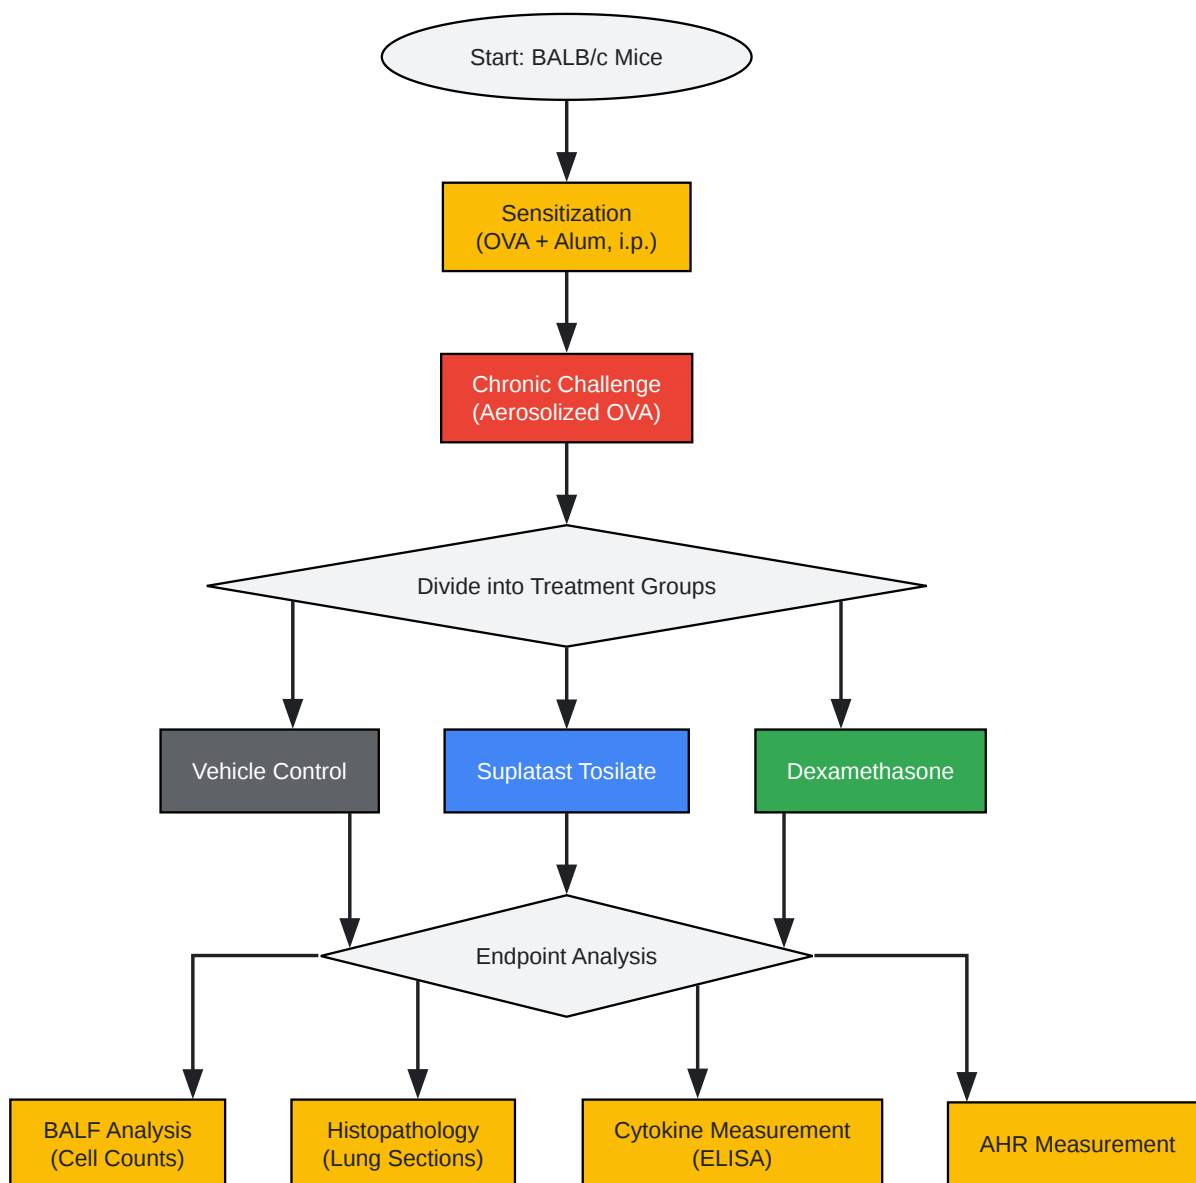 Start: BALB/c Mice
Sensitization
(OVA + Alum, i.p.)
Chronic Challenge
(Aerosolized OVA)
Divide into Treatment Groups
Vehicle Control
Suplatast Tosilate
Dexamethasone
Endpoint Analysis
BALF Analysis
(Cell Counts)
Histopathology
(Lung Sections)
Cytokine Measurement
(ELISA)
AHR Measurement